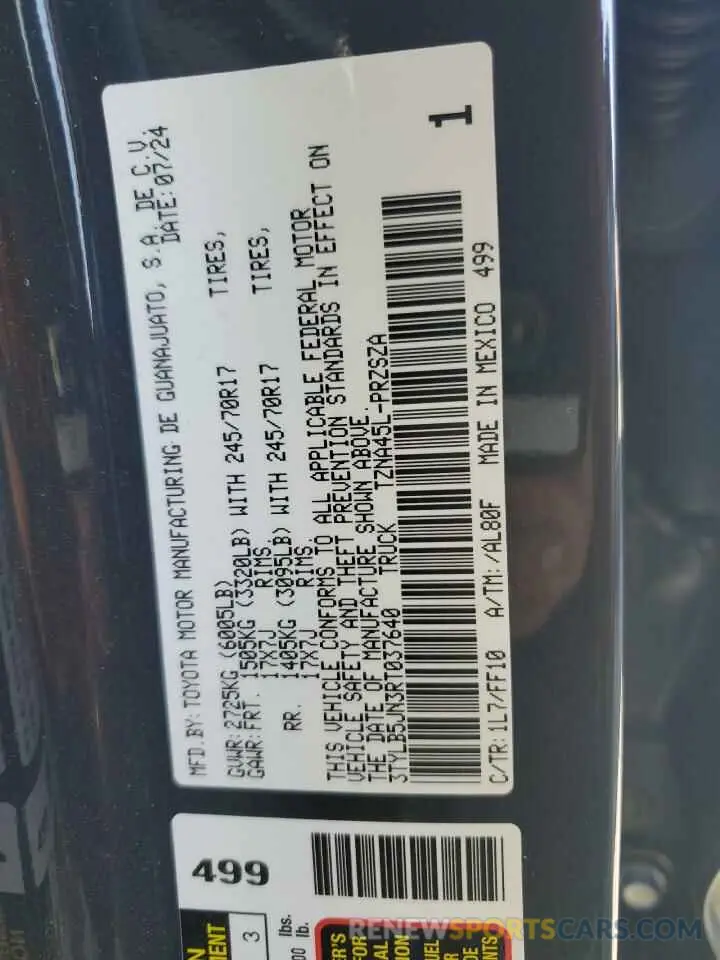 MFD.BY:TOYOTA MOTOR MANUFACTURING DE GUANAJUATO, S.A. DE C.V.
DATE:07/24
GVWR:2725KG (6005LB)
GAWR:FRT. 1505KG (3320LB) WITH 245/70R17 TIRES,
17X7J RIMS
RR. 1405KG (3095LB) WITH 245/70R17 TIRES,
17X7J RIMS
THIS VEHICLE CONFORMS TO ALL APPLICABLE FEDERAL MOTOR
VEHICLE SAFETY AND THEFT PREVENTION STANDARDS IN EFFECT ON
THE DATE OF MANUFACTURE SHOWN ABOVE.
3TYLB5JN3RT037640 TRUCK TZNA45L-PRZSZA
1
C/TR:1L7/FF10 A/TM:/AL80F MADE IN MEXICO 499
499
3
lbs.
lb.
RENEWSPORTSCARS.COM